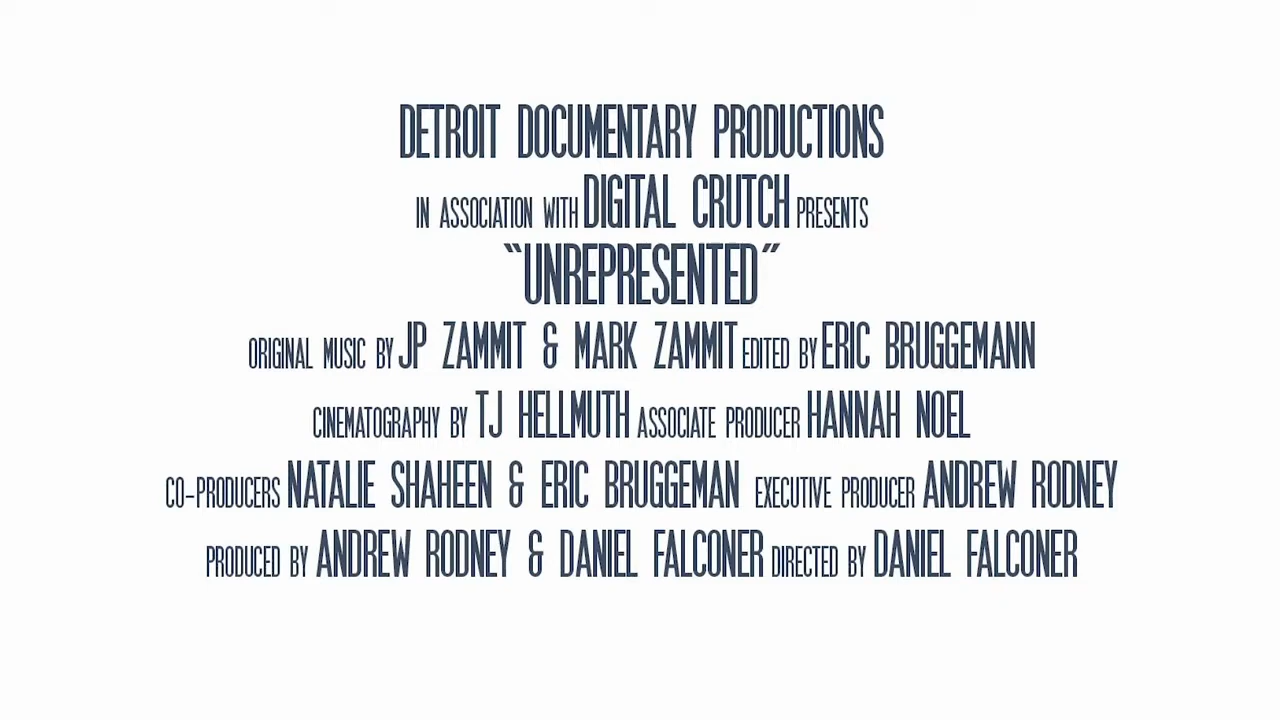 DETROIT DOCUMENTARY PRODUCTIONS
IN ASSOCIATION WITH DIGITAL CRUTCH PRESENTS
“UNREPRESENTED”
ORIGINAL MUSIC BY JP ZAMMIT & MARK ZAMMIT EDITED BY ERIC BRUGGEMANN
CINEMATOGRAPHY BY TJ HELLMUTH ASSOCIATE PRODUCER HANNAH NOEL
CO-PRODUCERS NATALIE SHAHEEN & ERIC BRUGGEMAN EXECUTIVE PRODUCER ANDREW RODNEY
PRODUCED BY ANDREW RODNEY & DANIEL FALCONER DIRECTED BY DANIEL FALCONER